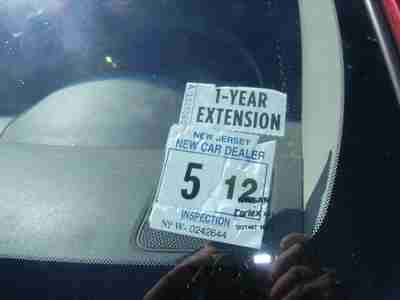 1-YEAR
EXTENSION
NEW JERSEY
NEW CAR DEALER
5 12
INSPECTION
0242644